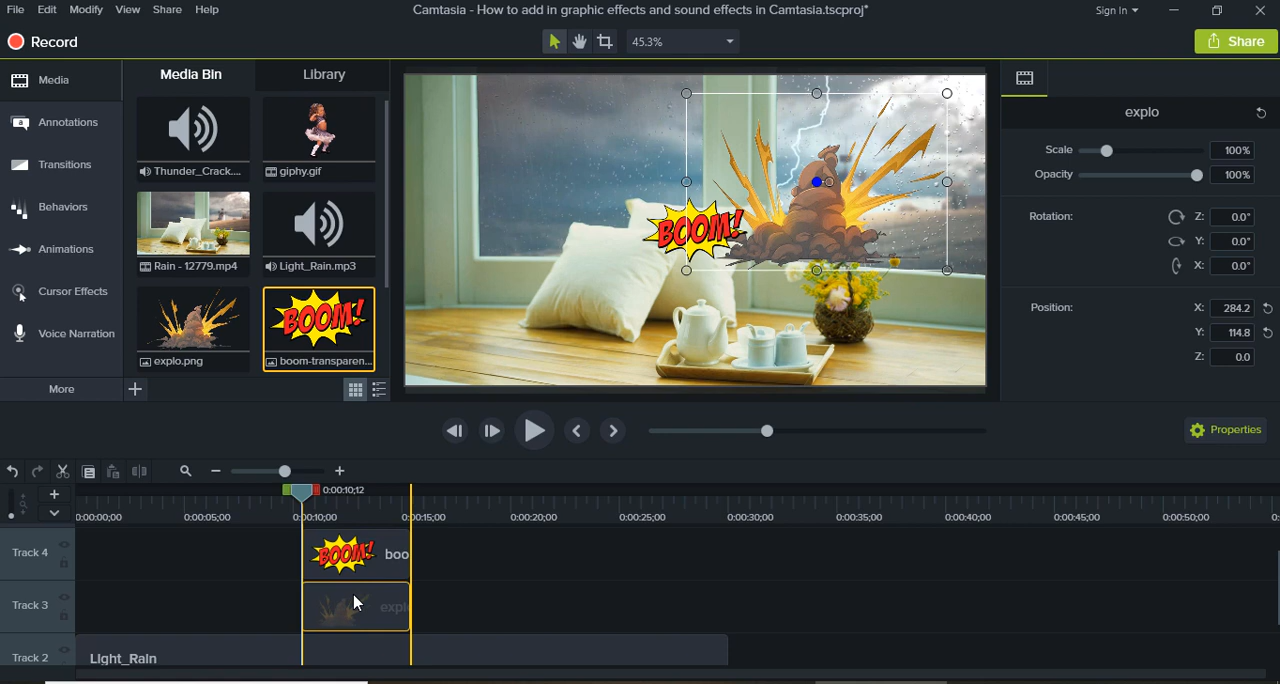 File Edit Modify View Share Help
Camtasia - How to add in graphic effects and sound effects in Camtasia.tscproj*
Sign In
Record
45.3%
Share
Media
Annotations
Transitions
Behaviors
Animations
Cursor Effects
Voice Narration
More
Media Bin
Library
Thunder_Crack....
giphy.gif
Rain - 12779.mp4
Light_Rain.mp3
explo.png
BOOM!
boom-transparen...
BOOM!
explo
Scale 100%
Opacity 100%
Rotation: Z: 0.0°
Y: 0.0°
X: 0.0°
Position: X: 284.2
Y: 114.8
Z: 0.0
Properties
0:00:10;12
0:00:00;00 0:00:05;00 0:00:10;00 0:00:15;00 0:00:20;00 0:00:25;00 0:00:30;00 0:00:35;00 0:00:40;00 0:00:45;00 0:00:50;00
Track 4
BOOM!
boo
Track 3
Track 2
Light_Rain